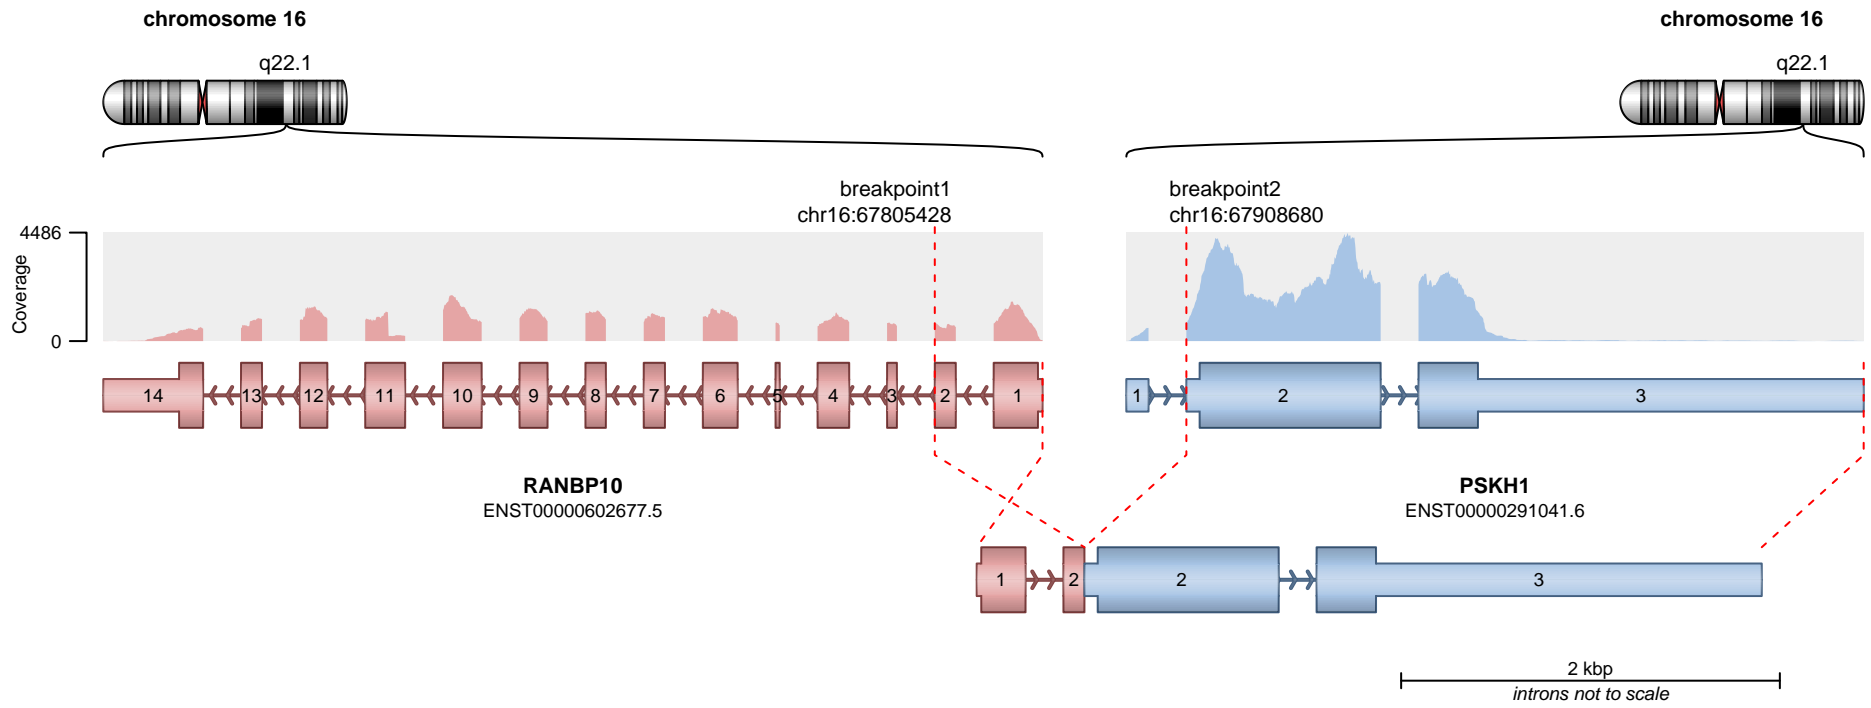 chromosome 16
chromosome 16
q22.1
q22.1
breakpoint1
chr16:67805428
breakpoint2
chr16:67908680
4486
Coverage
0
14 13 12 11 10 9 8 7 6 5 4 3 2 1
1 2 3
RANBP10
ENST00000602677.5
PSKH1
ENST00000291041.6
1 2 2 3
2 kbp
introns not to scale